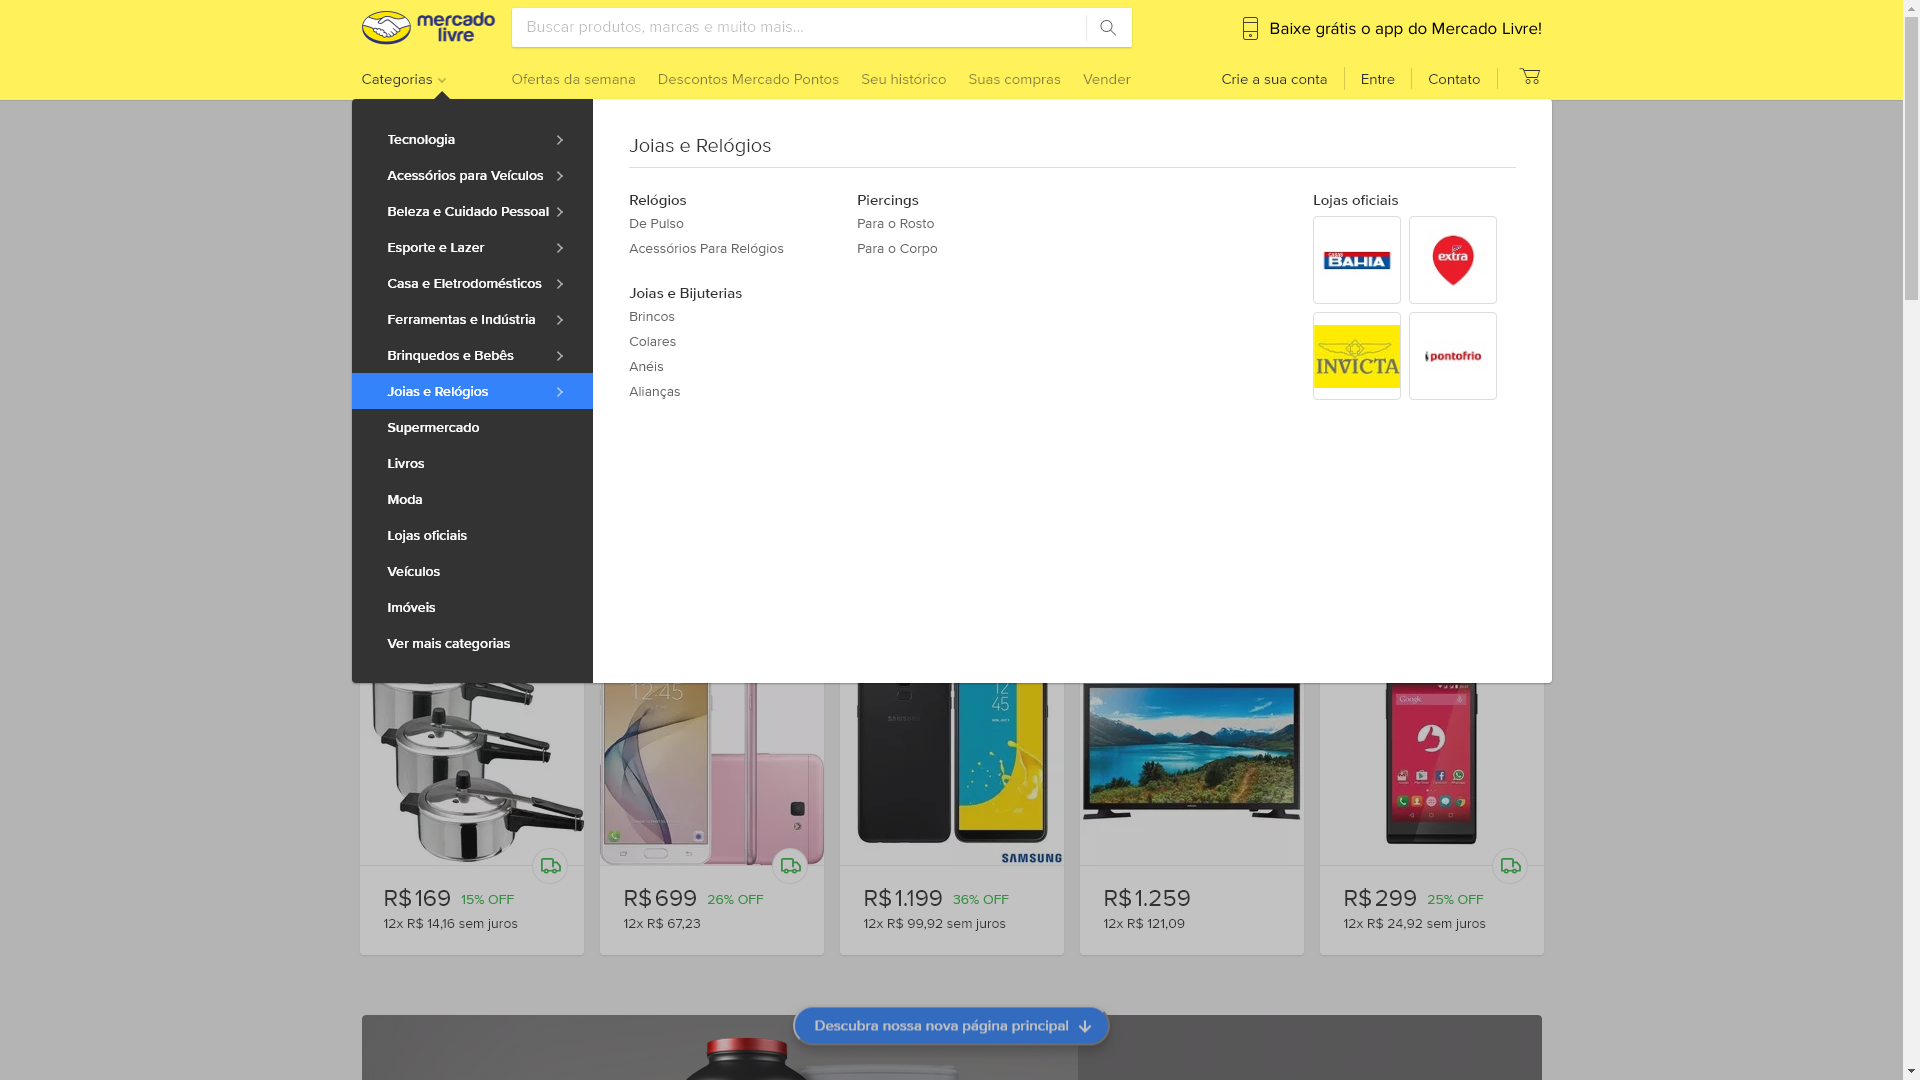 mercado
livre
Buscar produtos, marcas e muito mais...
Baixe grátis o app do Mercado Livre!
Categorias
Ofertas da semana
Descontos Mercado Pontos
Seu histórico
Suas compras
Vender
Crie a sua conta
Entre
Contato
Tecnologia
Acessórios para Veículos
Beleza e Cuidado Pessoal
Esporte e Lazer
Casa e Eletrodomésticos
Ferramentas e Indústria
Brinquedos e Bebês
Joias e Relógios
Supermercado
Livros
Moda
Lojas oficiais
Veículos
Imóveis
Ver mais categorias
Joias e Relógios
Relógios
De Pulso
Acessórios Para Relógios
Joias e Bijuterias
Brincos
Colares
Anéis
Alianças
Piercings
Para o Rosto
Para o Corpo
Lojas oficiais
CASAS
BAHIA
extra
INVICTA
pontofrio
12:45
SAMSUNG
12
45
SAMSUNG
Google
R$ 169 15% OFF
12x R$ 14,16 sem juros
R$ 699 26% OFF
12x R$ 67,23
R$ 1.199 36% OFF
12x R$ 99,92 sem juros
R$ 1.259
12x R$ 121,09
R$ 299 25% OFF
12x R$ 24,92 sem juros
Descubra nossa nova página principal